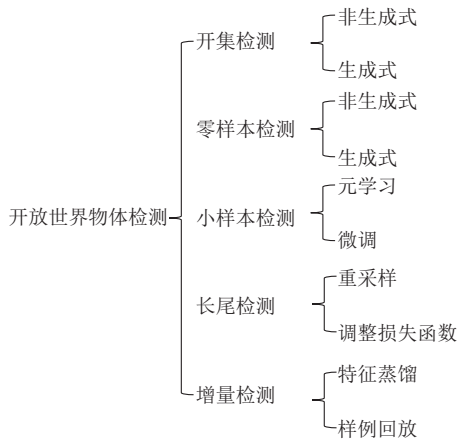 开放世界物体检测
开集检测
非生成式
生成式
零样本检测
非生成式
生成式
小样本检测
元学习
微调
长尾检测
重采样
调整损失函数
增量检测
特征蒸馏
样例回放